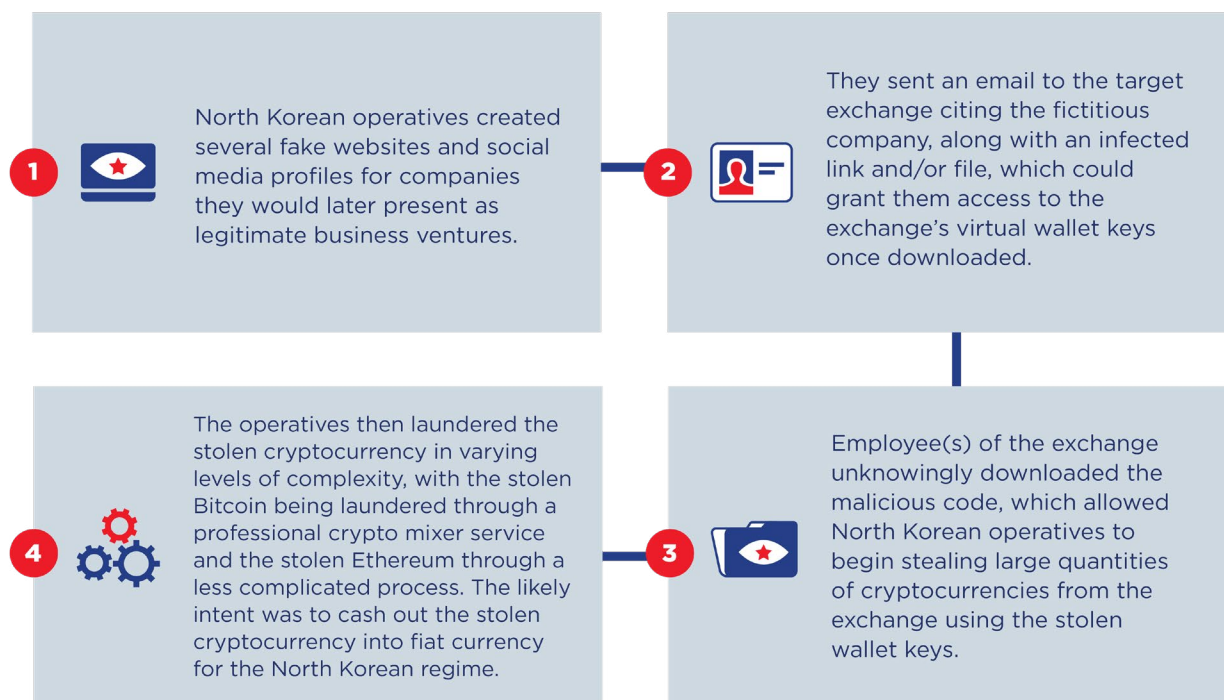 1
North Korean operatives created
several fake websites and social
media profiles for companies
they would later present as
legitimate business ventures.
2
They sent an email to the target
exchange citing the fictitious
company, along with an infected
link and/or file, which could
grant them access to the
exchange’s virtual wallet keys
once downloaded.
3
Employee(s) of the exchange
unknowingly downloaded the
malicious code, which allowed
North Korean operatives to
begin stealing large quantities
of cryptocurrencies from the
exchange using the stolen
wallet keys.
4
The operatives then laundered the
stolen cryptocurrency in varying
levels of complexity, with the stolen
Bitcoin being laundered through a
professional crypto mixer service
and the stolen Ethereum through a
less complicated process. The likely
intent was to cash out the stolen
cryptocurrency into fiat currency
for the North Korean regime.